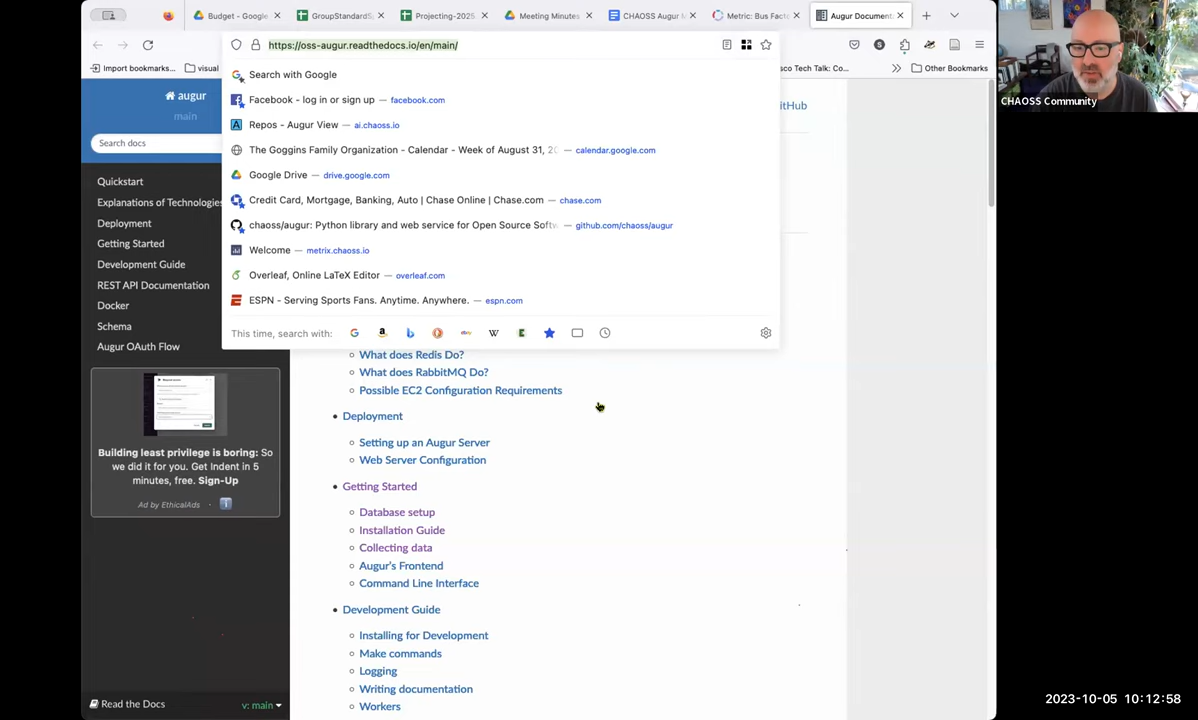 Budget - Google
GroupStandardS
Projecting-2025
Meeting Minutes
CHAOSS Augur M
Metric: Bus Fact
Augur Document
https://oss-augur.readthedocs.io/en/main/
Import bookmarks...
visual
sco Tech Talk: Co...
Other Bookmarks
CHAOSS Community
augur
main
Search docs
Quickstart
Explanations of Technologies
Deployment
Getting Started
Development Guide
REST API Documentation
Docker
Schema
Augur OAuth Flow
Building least privilege is boring: So
we did it for you. Get Indent in 5
minutes, free. Sign-Up
Ad by EthicalAds ·
Read the Docs
v: main
Search with Google
Facebook - log in or sign up — facebook.com
Repos - Augur View — ai.chaoss.io
The Goggins Family Organization - Calendar - Week of August 31, 20 — calendar.google.com
Google Drive — drive.google.com
Credit Card, Mortgage, Banking, Auto | Chase Online | Chase.com — chase.com
chaoss/augur: Python library and web service for Open Source Softw — github.com/chaoss/augur
Welcome — metrix.chaoss.io
Overleaf, Online LaTeX Editor — overleaf.com
ESPN - Serving Sports Fans. Anytime. Anywhere. — espn.com
This time, search with:
itHub
What does Redis Do?
What does RabbitMQ Do?
Possible EC2 Configuration Requirements
Deployment
Setting up an Augur Server
Web Server Configuration
Getting Started
Database setup
Installation Guide
Collecting data
Augur's Frontend
Command Line Interface
Development Guide
Installing for Development
Make commands
Logging
Writing documentation
Workers
2023-10-05 10:12:58